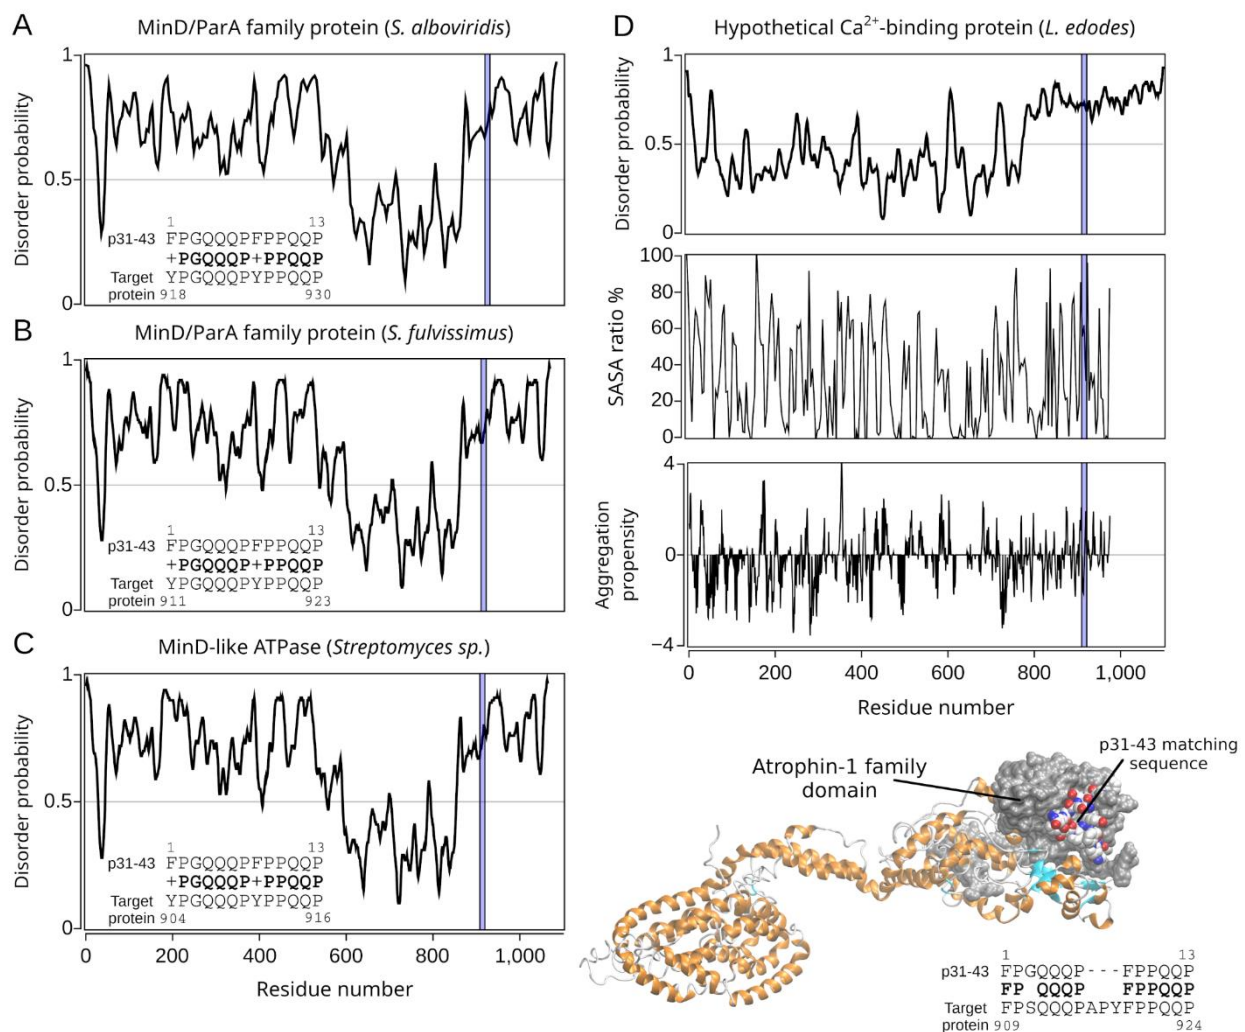 A
MinD/ParA family protein (S. alboviridis)
Disorder probability
1
0.5
0
1 13
p31-43 FPGQQQPFPPQQP
+PGQQQP+PPQQP
Target YPGQQQPYPPQQP
protein 918 930
B
MinD/ParA family protein (S. fulvissimus)
Disorder probability
1
0.5
0
1 13
p31-43 FPGQQQPFPPQQP
+PGQQQP+PPQQP
Target YPGQQQPYPPQQP
protein 911 923
C
MinD-like ATPase (Streptomyces sp.)
Disorder probability
1
0.5
0
1 13
p31-43 FPGQQQPFPPQQP
+PGQQQP+PPQQP
Target YPGQQQPYPPQQP
protein 904 916
0 200 400 600 800 1,000
Residue number
D
Hypothetical Ca2+-binding protein (L. edodes)
Disorder probability
1
0.5
0
SASA ratio %
100
80
60
40
20
0
Aggregation
propensity
4
0
−4
0 200 400 600 800 1,000
Residue number
Atrophin-1 family
domain
p31-43 matching
sequence
1 13
p31-43 FPGQQQP---FPPQQP
FP QQQP FPPQQP
Target FPSQQQPAPYFPPQQP
protein 909 924